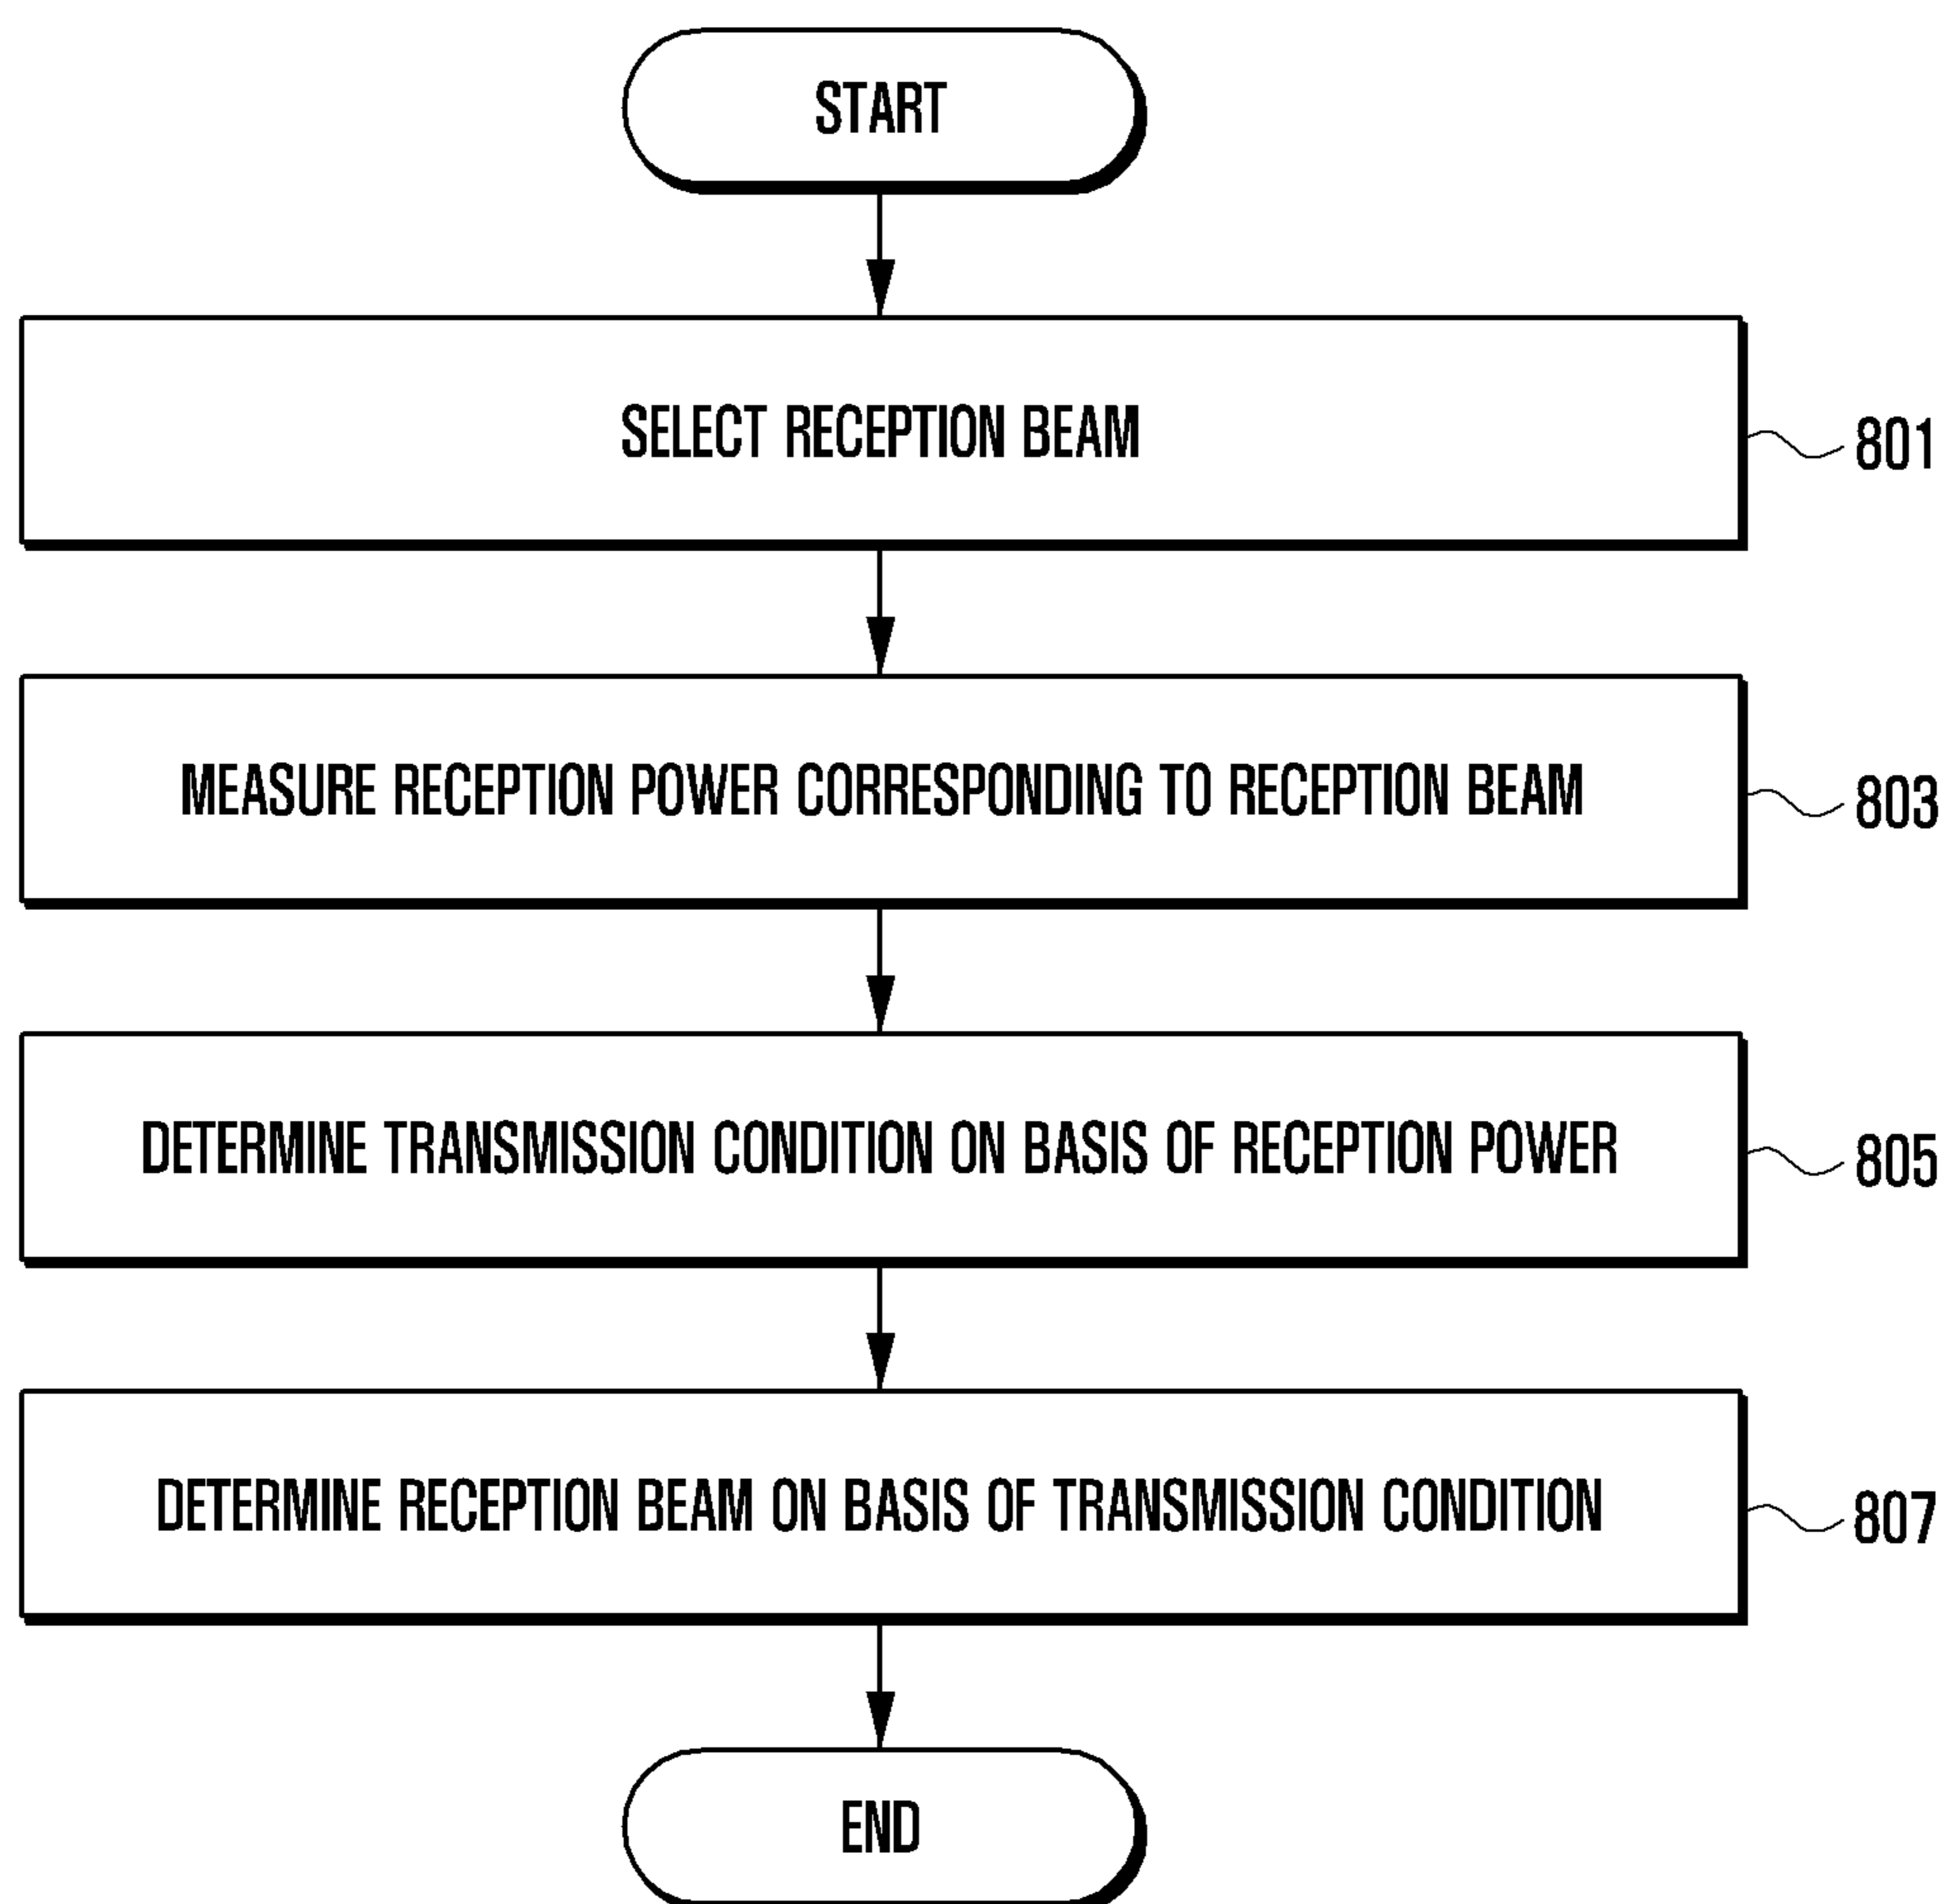 START
SELECT RECEPTION BEAM
801
MEASURE RECEPTION POWER CORRESPONDING TO RECEPTION BEAM
803
DETERMINE TRANSMISSION CONDITION ON BASIS OF RECEPTION POWER
805
DETERMINE RECEPTION BEAM ON BASIS OF TRANSMISSION CONDITION
807
END